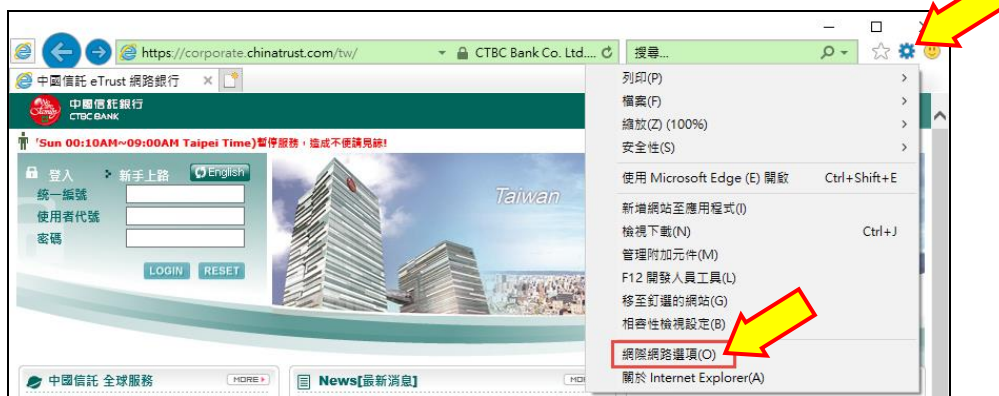 https://corporate.chinatrust.com/tw/
CTBC Bank Co. Ltd....
搜尋...
中國信託 eTrust 網路銀行
中國信託銀行
CTBC BANK
'Sun 00:10AM~09:00AM Taipei Time)暫停服務，造成不便請見諒!
登入
新手上路
English
統一編號
使用者代號
密碼
LOGIN
RESET
Taiwan
中國信託 全球服務
MORE
News[最新消息]
列印(P)
檔案(F)
縮放(Z) (100%)
安全性(S)
使用 Microsoft Edge (E) 開啟 Ctrl+Shift+E
新增網站至應用程式(I)
檢視下載(N) Ctrl+J
管理附加元件(M)
F12 開發人員工具(L)
移至釘選的網站(G)
相容性檢視設定(B)
網際網路選項(O)
關於 Internet Explorer(A)